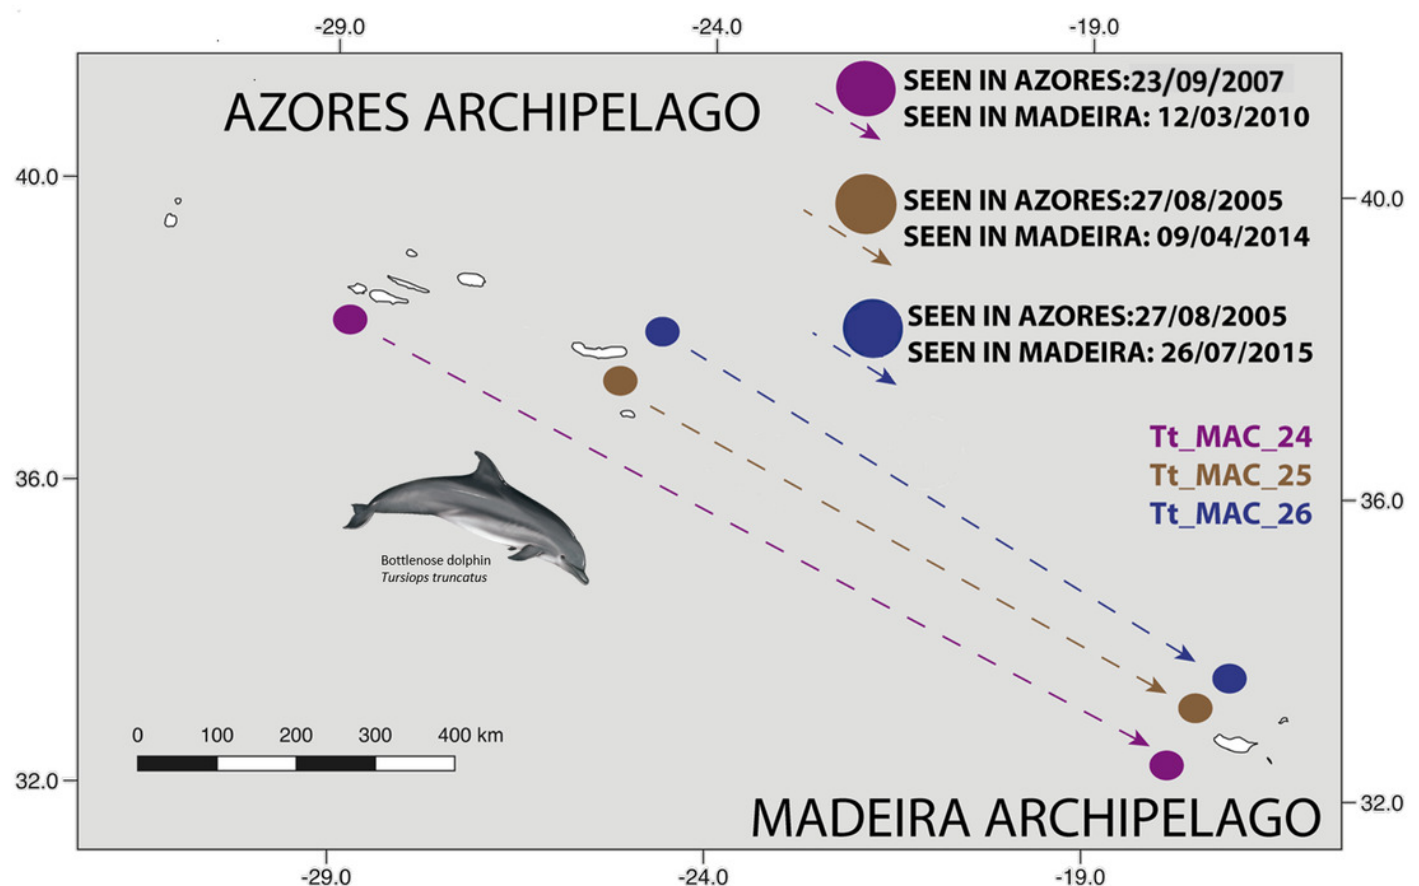 -29.0 -24.0 -19.0
AZORES ARCHIPELAGO
SEEN IN AZORES:23/09/2007
SEEN IN MADEIRA: 12/03/2010
40.0
40.0
SEEN IN AZORES:27/08/2005
SEEN IN MADEIRA: 09/04/2014
SEEN IN AZORES:27/08/2005
SEEN IN MADEIRA: 26/07/2015
Tt_MAC_24
Tt_MAC_25
Tt_MAC_26
36.0
36.0
Bottlenose dolphin
Tursiops truncatus
0 100 200 300 400 km
32.0
32.0
MADEIRA ARCHIPELAGO
-29.0 -24.0 -19.0